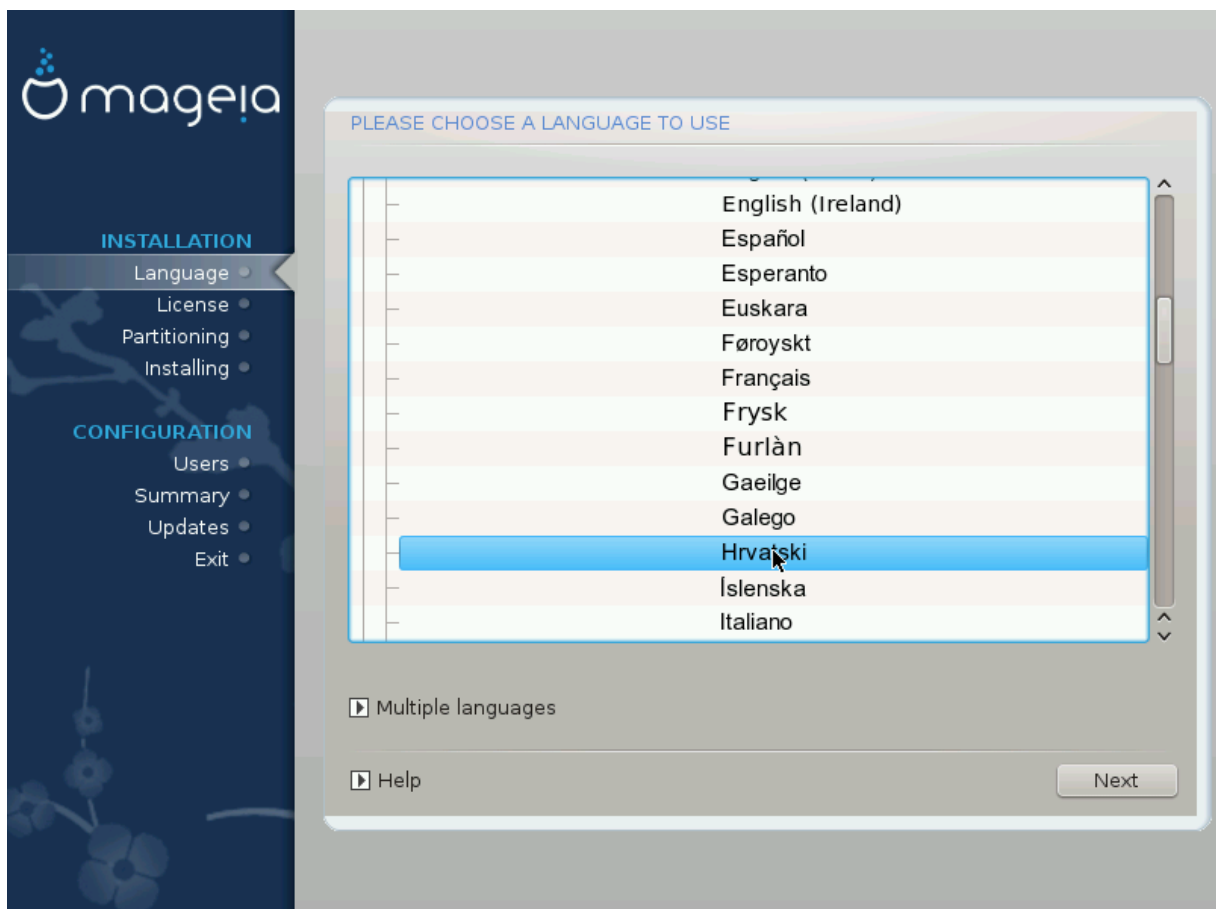 mageia
INSTALLATION
Language
License
Partitioning
Installing
CONFIGURATION
Users
Summary
Updates
Exit
PLEASE CHOOSE A LANGUAGE TO USE
English (Ireland)
Español
Esperanto
Euskara
Føroyskt
Français
Frysk
Furlàn
Gaeilge
Galego
Hrvatski
Íslenska
Italiano
Multiple languages
Help
Next